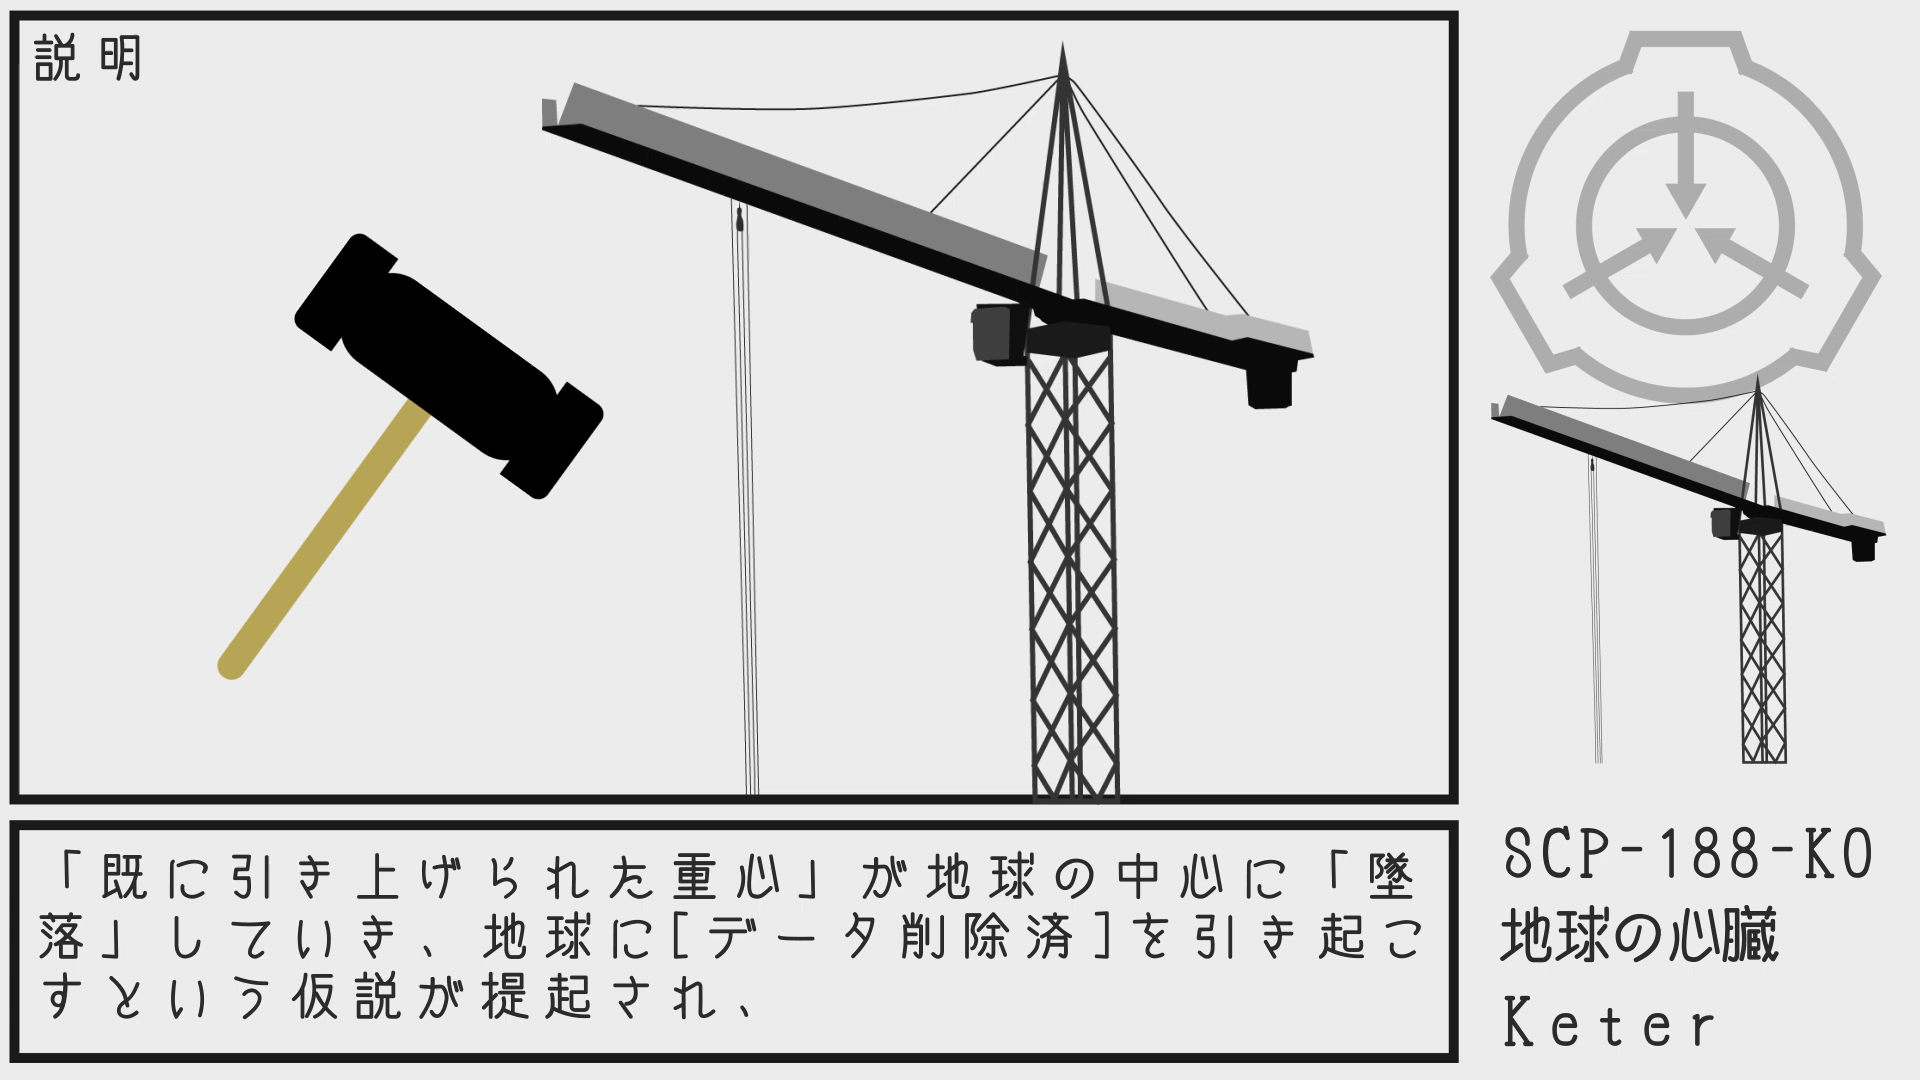 説明
「既に引き上げられた重心」が地球の中心に「墜
落」していき、地球に[データ削除済]を引き起こ
すという仮説が提起され、
SCP-188-KO
地球の心臓
Keter